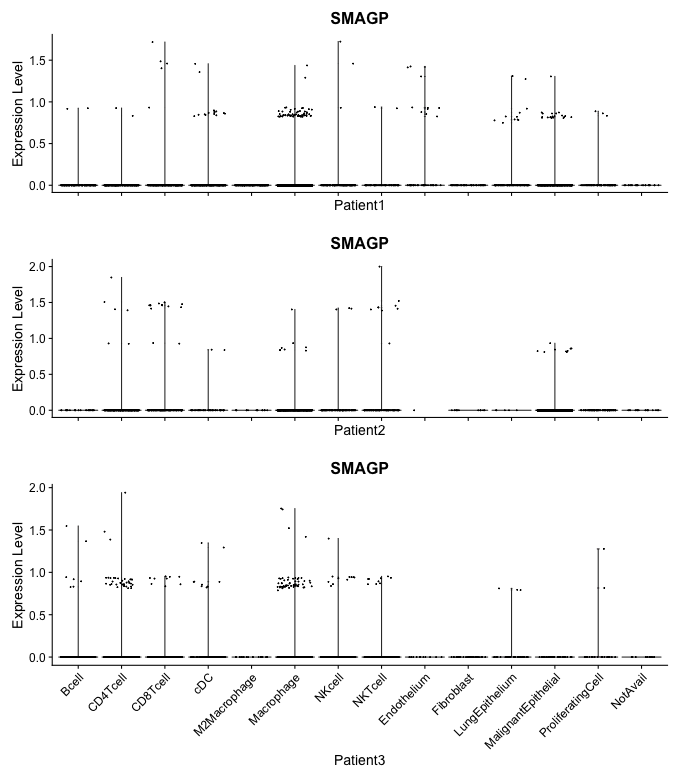 SMAGP
Expression Level
1.5
1.0
0.5
0.0
Patient1
SMAGP
Expression Level
2.0
1.5
1.0
0.5
0.0
Patient2
SMAGP
Expression Level
2.0
1.5
1.0
0.5
0.0
Bcell
CD4Tcell
CD8Tcell
cDC
M2Macrophage
Macrophage
NKcell
NKTcell
Endothelium
Fibroblast
LungEpithelium
MalignantEpithelial
ProliferatingCell
NotAvail
Patient3